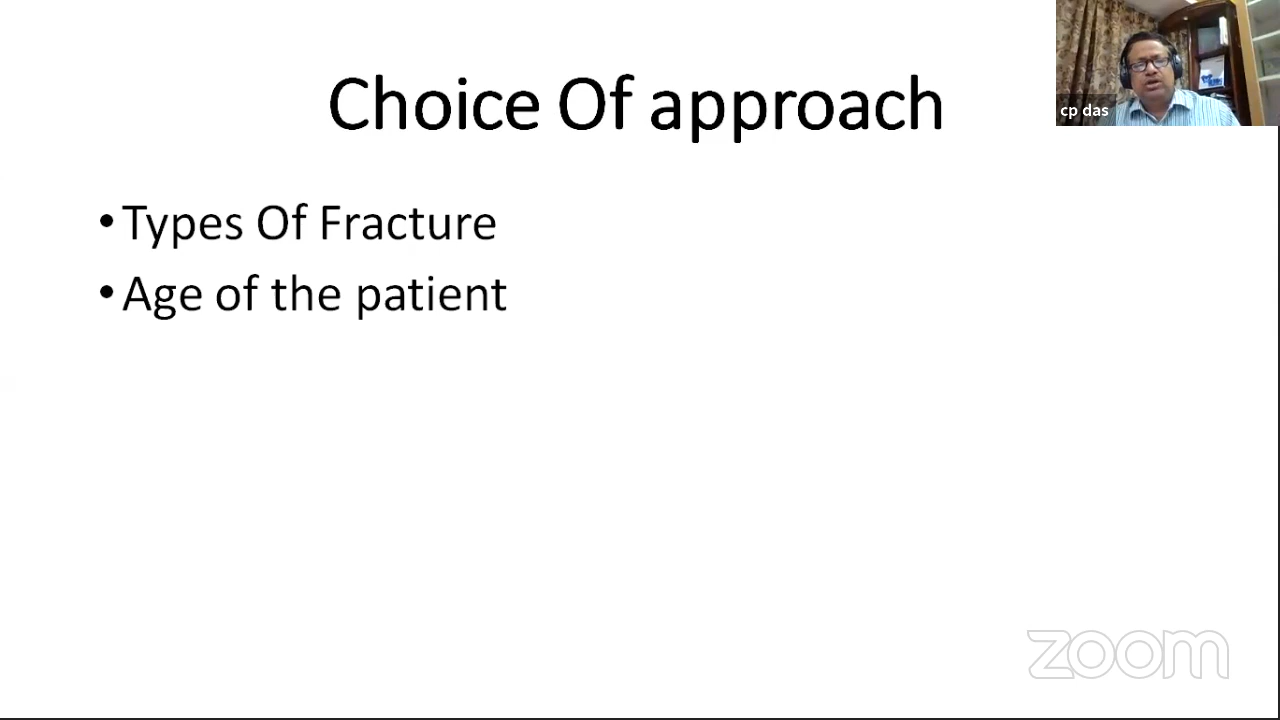 Choice Of approach
cp das
• Types Of Fracture
• Age of the patient
zoom